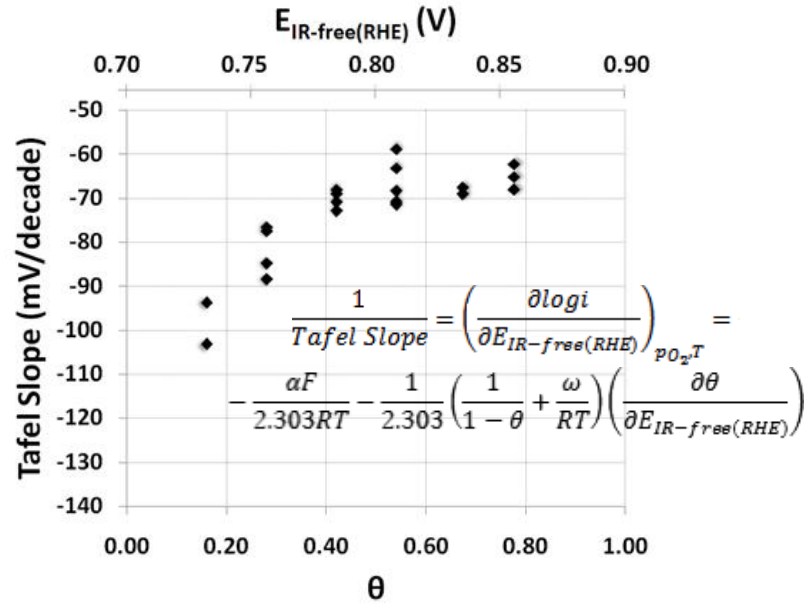 E_IR-free(RHE) (V)
0.70 0.75 0.80 0.85 0.90
Tafel Slope (mV/decade)
-50
-60
-70
-80
-90
-100
-110
-120
-130
-140
1/Tafel Slope = (∂logi/∂E_IR-free(RHE))_pO₂,T =
-αF/2.303RT - 1/2.303 (1/1-θ + ω/RT)(∂θ/∂E_IR-free(RHE))
0.00 0.20 0.40 0.60 0.80 1.00
θ